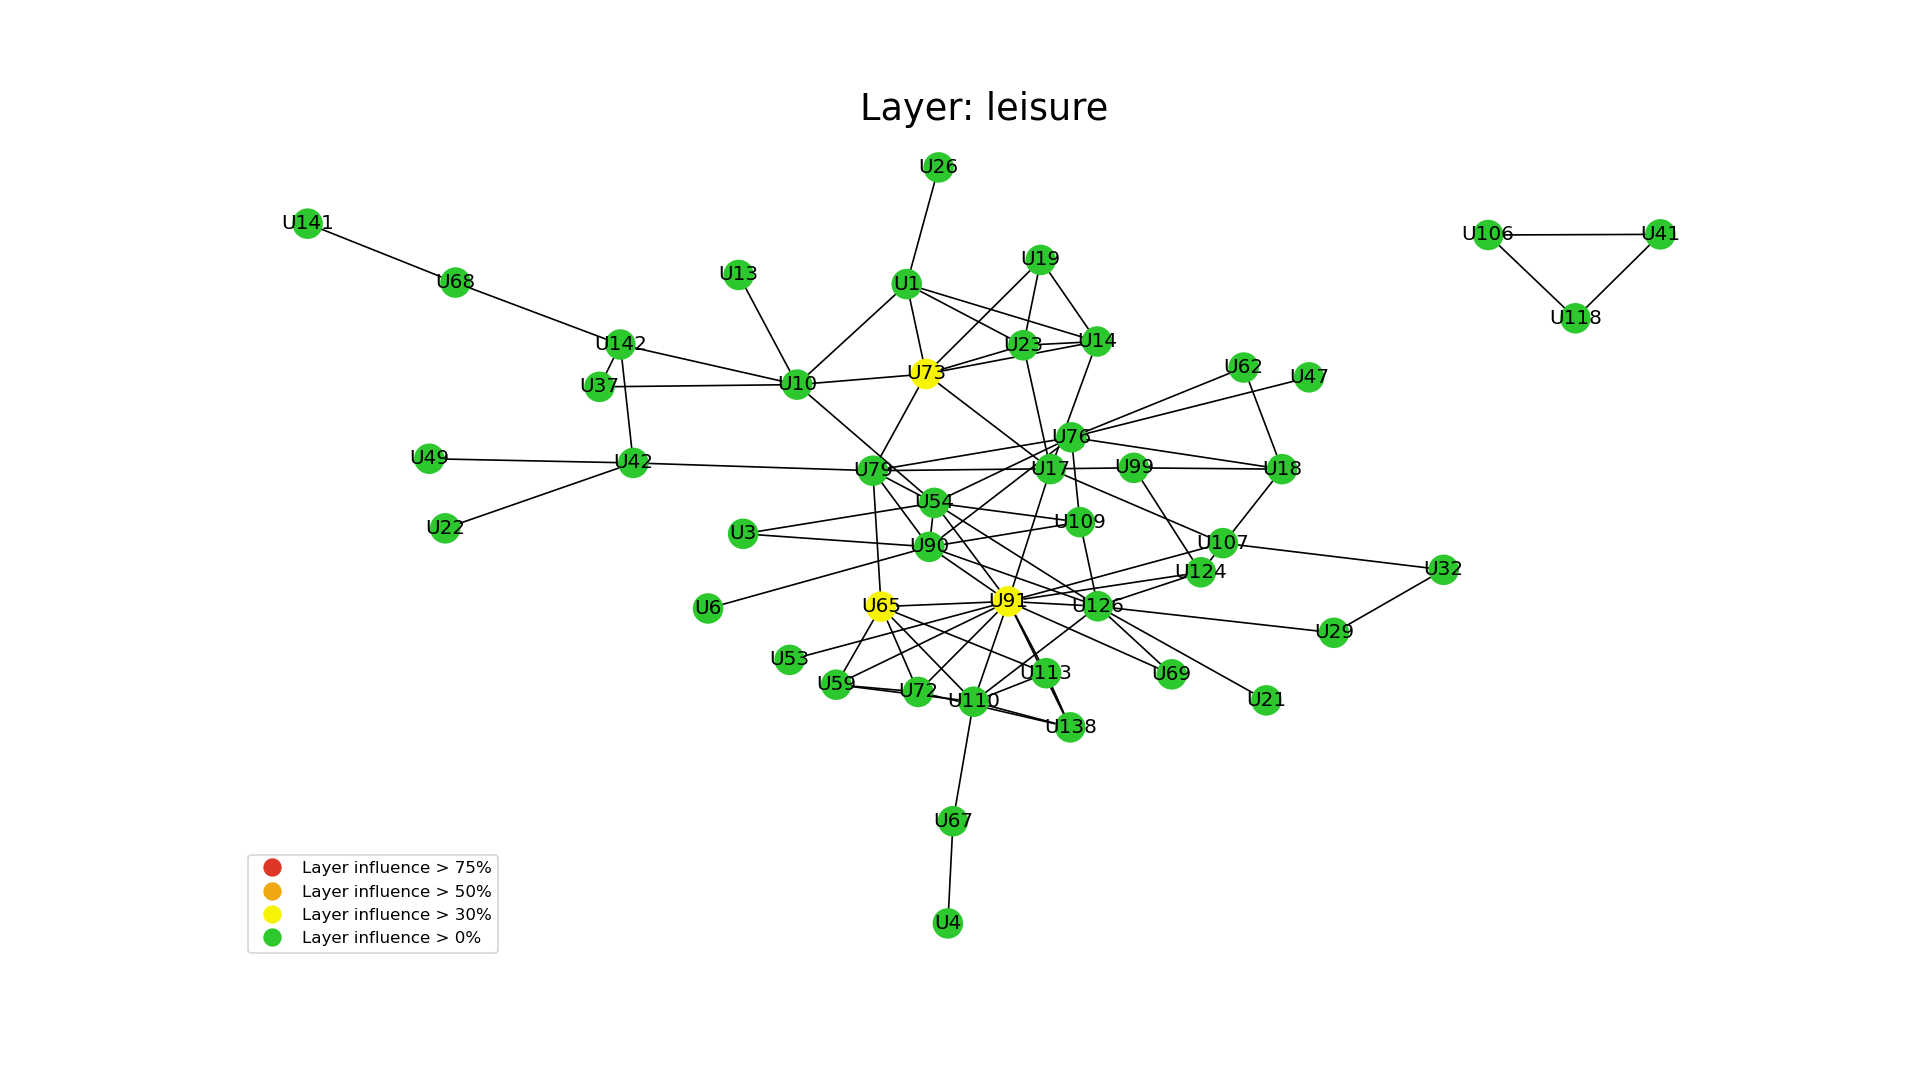 Layer: leisure
U26
U141
U106
U41
U19
U13
U68
U1
U118
U142
U23
U14
U73
U62
U47
U37
U10
U76
U49
U42
U79
U17
U99
U18
U54
U109
U22
U3
U90
U107
U124
U32
U6
U65
U91
U126
U29
U53
U59
U72
U110
U113
U69
U21
U138
U67
U4
Layer influence > 75%
Layer influence > 50%
Layer influence > 30%
Layer influence > 0%